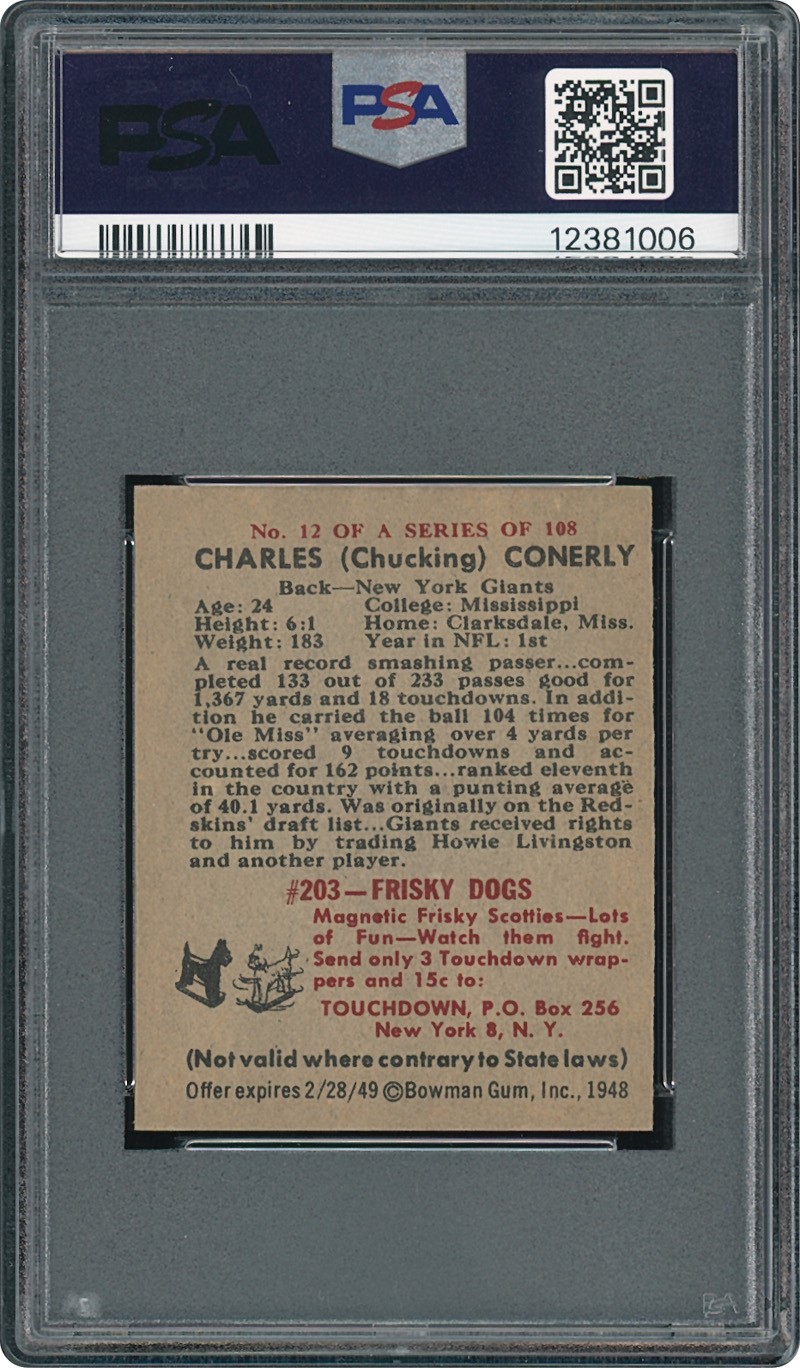 PSA
PSA
12381006
No. 12 OF A SERIES OF 108
CHARLES (Chucking) CONERLY
Back—New York Giants
Age: 24 College: Mississippi
Height: 6:1 Home: Clarksdale, Miss.
Weight: 183 Year in NFL: 1st
A real record smashing passer...com-
pleted 133 out of 233 passes good for
1,367 yards and 18 touchdowns. In addi-
tion he carried the ball 104 times for
"Ole Miss" averaging over 4 yards per
try...scored 9 touchdowns and ac-
counted for 162 points...ranked eleventh
in the country with a punting average
of 40.1 yards. Was originally on the Red-
skins' draft list...Giants received rights
to him by trading Howie Livingston
and another player.
#203—FRISKY DOGS
Magnetic Frisky Scotties—Lots
of Fun—Watch them fight.
Send only 3 Touchdown wrap-
pers and 15c to:
TOUCHDOWN, P.O. Box 256
New York 8, N. Y.
(Not valid where contrary to State laws)
Offer expires 2/28/49 ©Bowman Gum, Inc., 1948
PSA